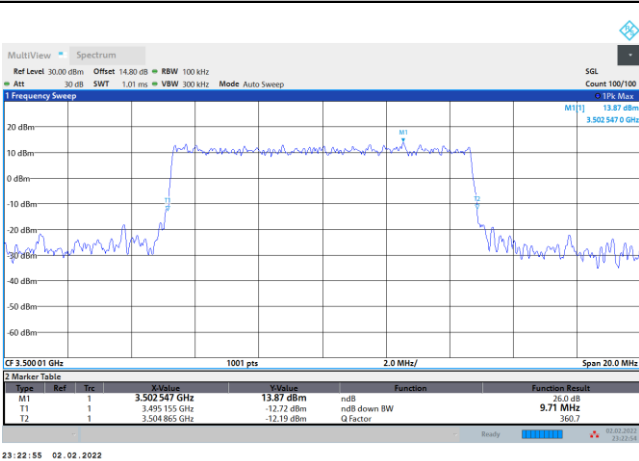 MultiView Spectrum
Ref Level 30.00 dBm Offset 14.80 dB RBW 100 kHz SGL
Att 30 dB SWT 1.01 ms VBW 300 kHz Mode Auto Sweep Count 100/100
1 Frequency Sweep 1Pk Max
M1[1] 13.87 dBm
3.502 547 0 GHz
M1
20 dBm
10 dBm
0 dBm
T1
T2
-10 dBm
-20 dBm
-30 dBm
-40 dBm
-50 dBm
-60 dBm
CF 3.500 01 GHz 1001 pts 2.0 MHz/ Span 20.0 MHz
2 Marker Table
Type Ref Trc X-Value Y-Value Function Function Result
M1 1 3.502 547 GHz 13.87 dBm ndB 26.0 dB
T1 1 3.495 155 GHz -12.72 dBm ndB down BW 9.71 MHz
T2 1 3.504 865 GHz -12.19 dBm Q Factor 360.7
Ready 02.02.2022
23:22:54
23:22:55 02.02.2022